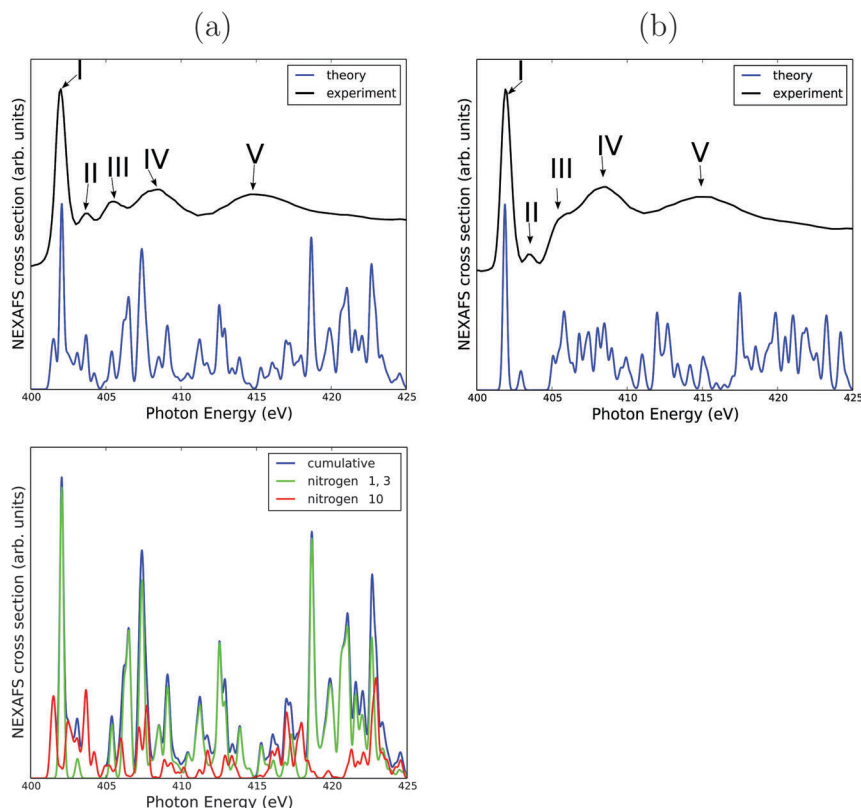 (a)
(b)
NEXAFS cross section (arb. units)
I
II
III
IV
V
theory
experiment
400
405
410
415
420
425
Photon Energy (eV)
NEXAFS cross section (arb. units)
I
II
III
IV
V
theory
experiment
400
405
410
415
420
425
Photon Energy (eV)
NEXAFS cross section (arb. units)
cumulative
nitrogen 1, 3
nitrogen 10
400
405
410
415
420
425
Photon Energy (eV)